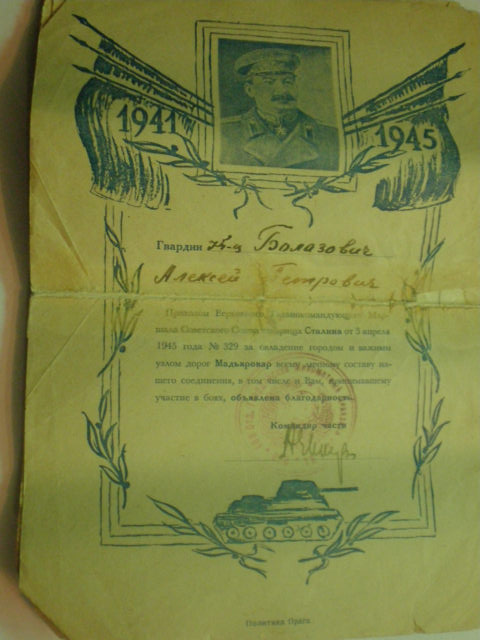 1941
1945
Гвардии
Болазович
Алексей Петрович
Приказом Верховного Главнокомандующего Мар-
шала Советского Союза товарища Сталина от 5 апреля
1945 года № 329 за овладение городом и важным
узлом дорог Мадьяровар всему личному составу на-
шего соединения, в том числе и Вам, принимавшему
участие в боях, объявлена благодарность.
Командир части